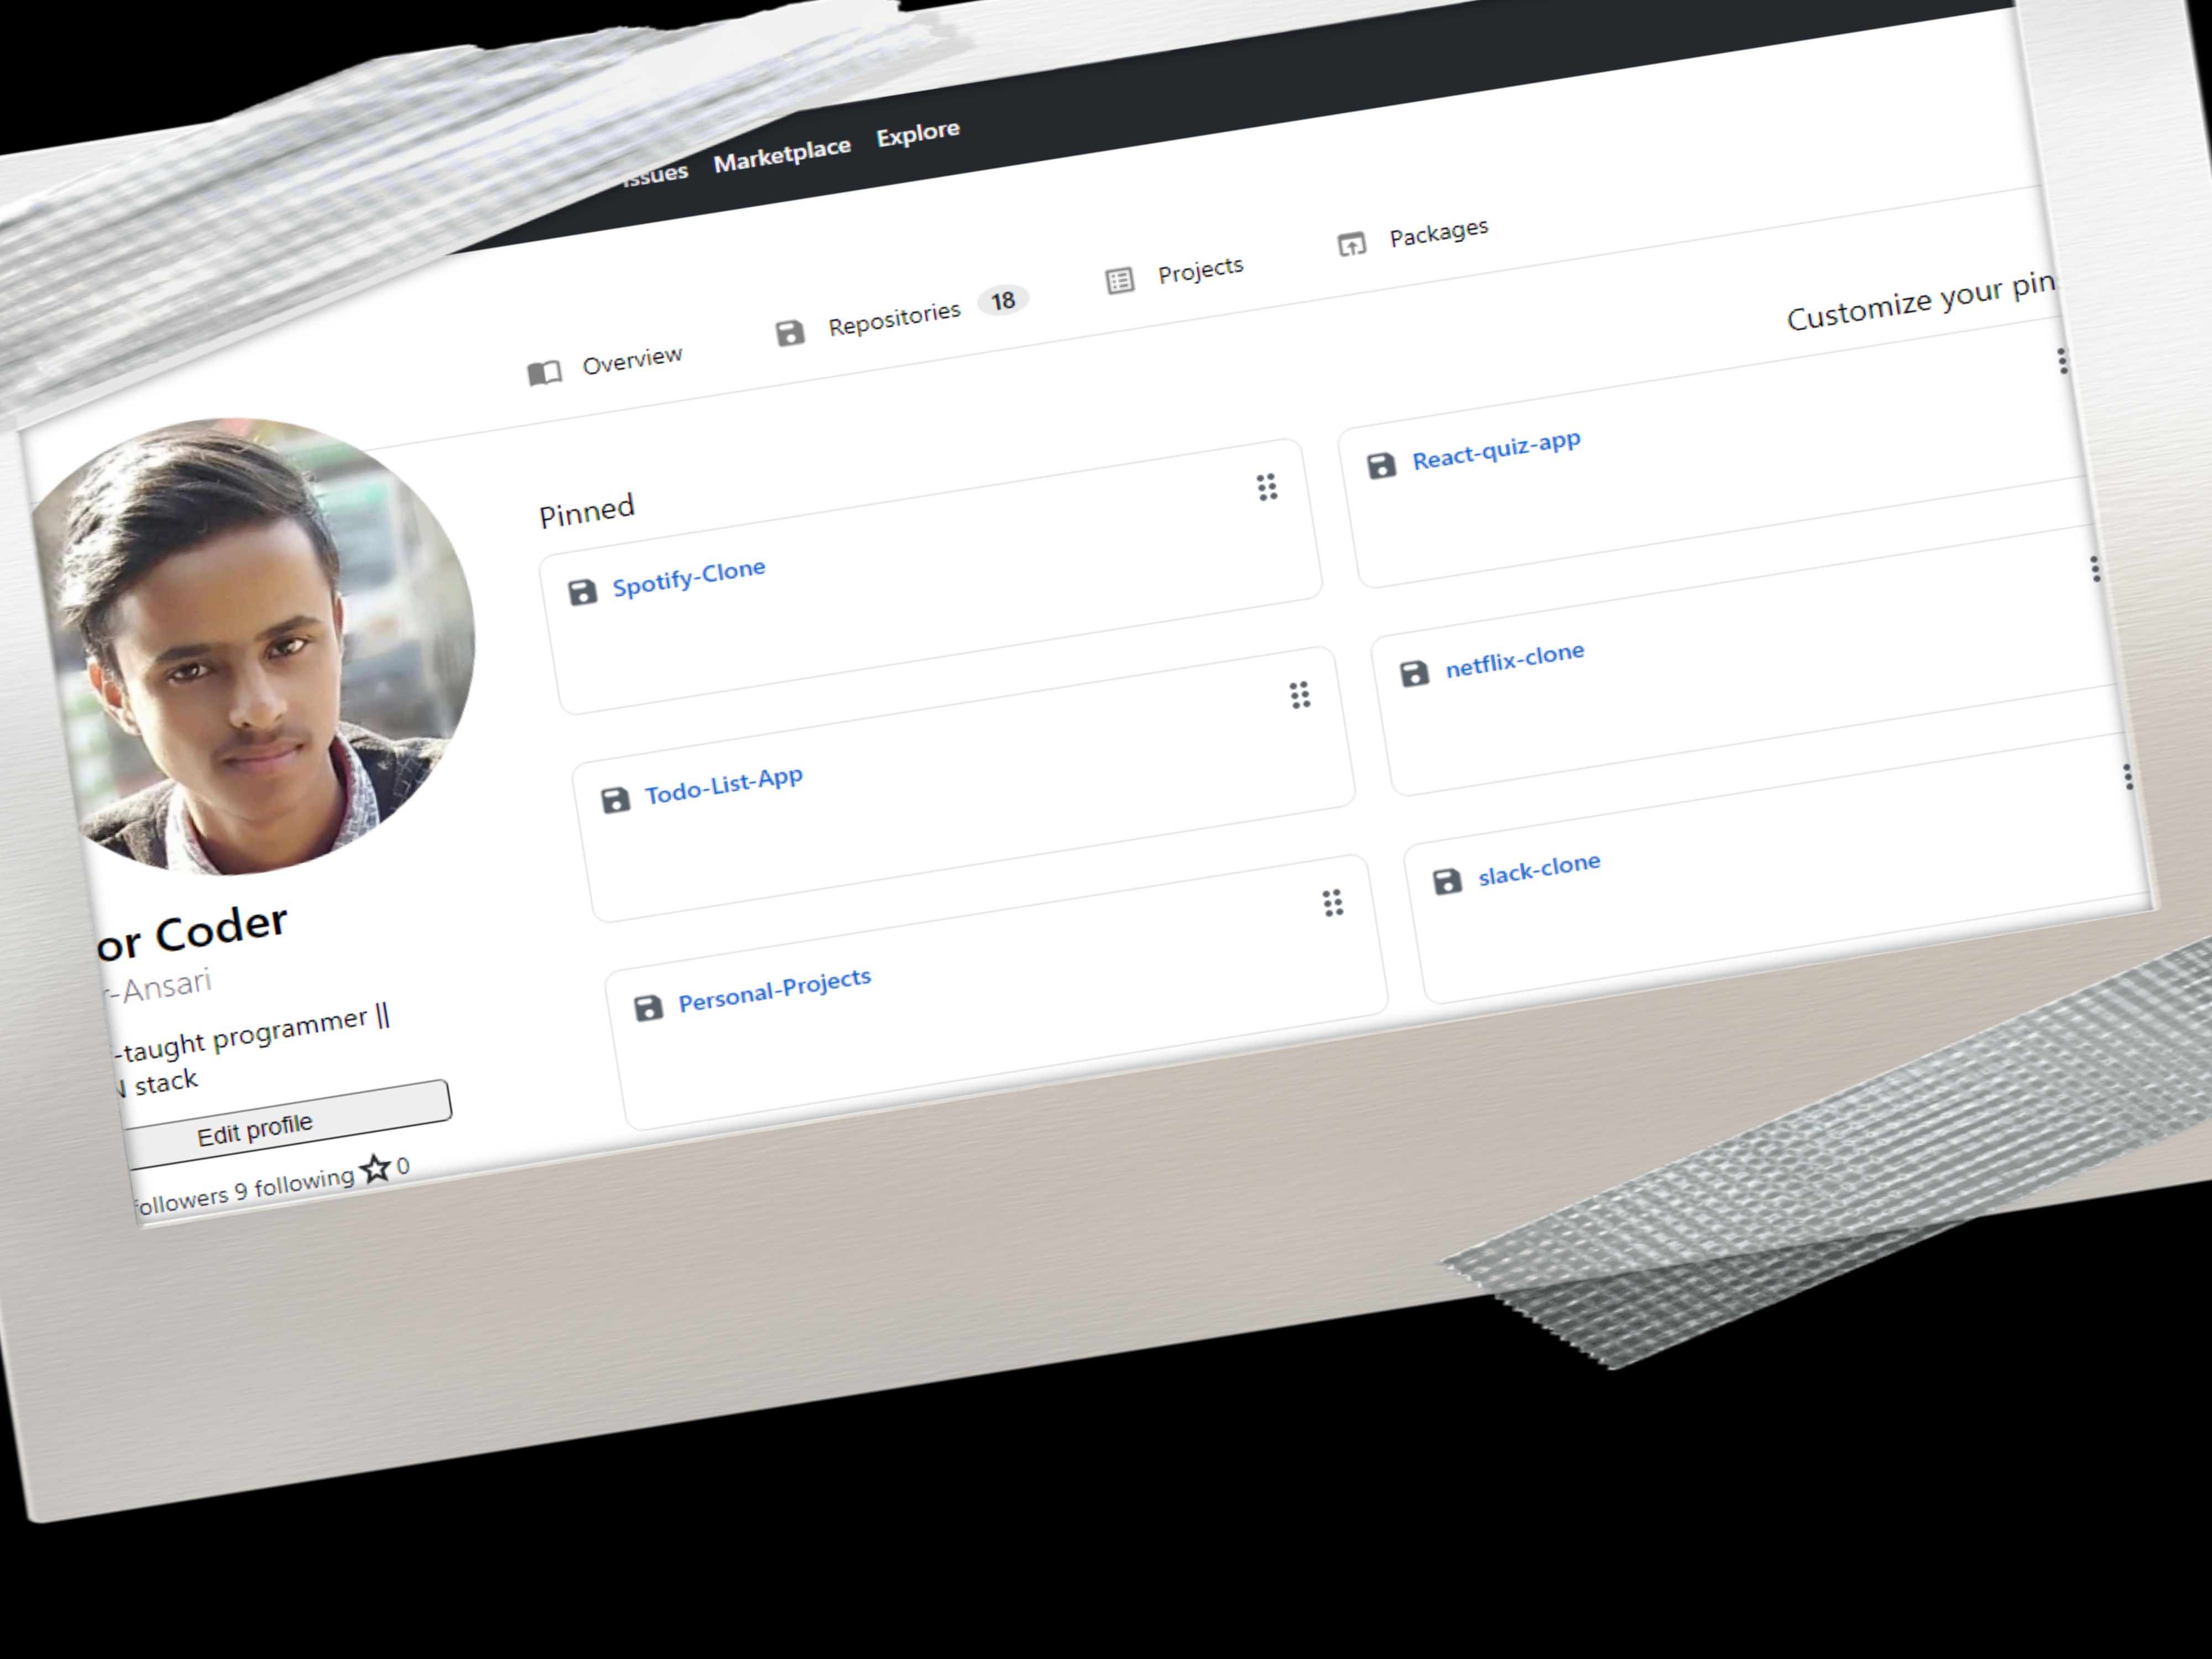 Issues Marketplace Explore
Overview Repositories 18 Projects Packages
Pinned
Customize your pin
Spotify-Clone
React-quiz-app
Todo-List-App
netflix-clone
Personal-Projects
slack-clone
or Coder
-Ansari
-taught programmer ||
stack
Edit profile
followers 9 following 0